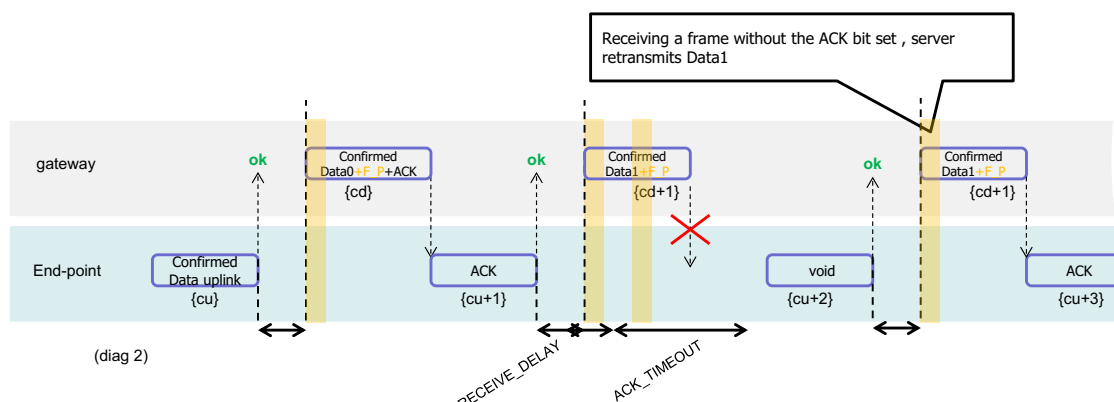 Receiving a frame without the ACK bit set , server
retransmits Data1
gateway
ok
Confirmed
Data0+F P+ACK
{cd}
ok
Confirmed
Data1+F P
{cd+1}
ok
Confirmed
Data1+F P
{cd+1}
End-point
Confirmed
Data uplink
{cu}
ACK
{cu+1}
void
{cu+2}
ACK
{cu+3}
(diag 2)
RECEIVE_DELAY
ACK_TIMEOUT